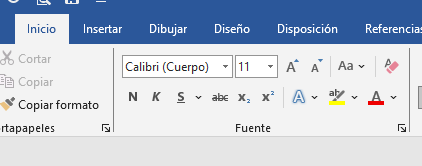 Inicio Insertar Dibujar Diseño Disposición Referencias
Cortar
Copiar
Copiar formato
rtapapeles
Calibri (Cuerpo) 11 A A Aa A
N K S abc x₂ x² A ab A
Fuente